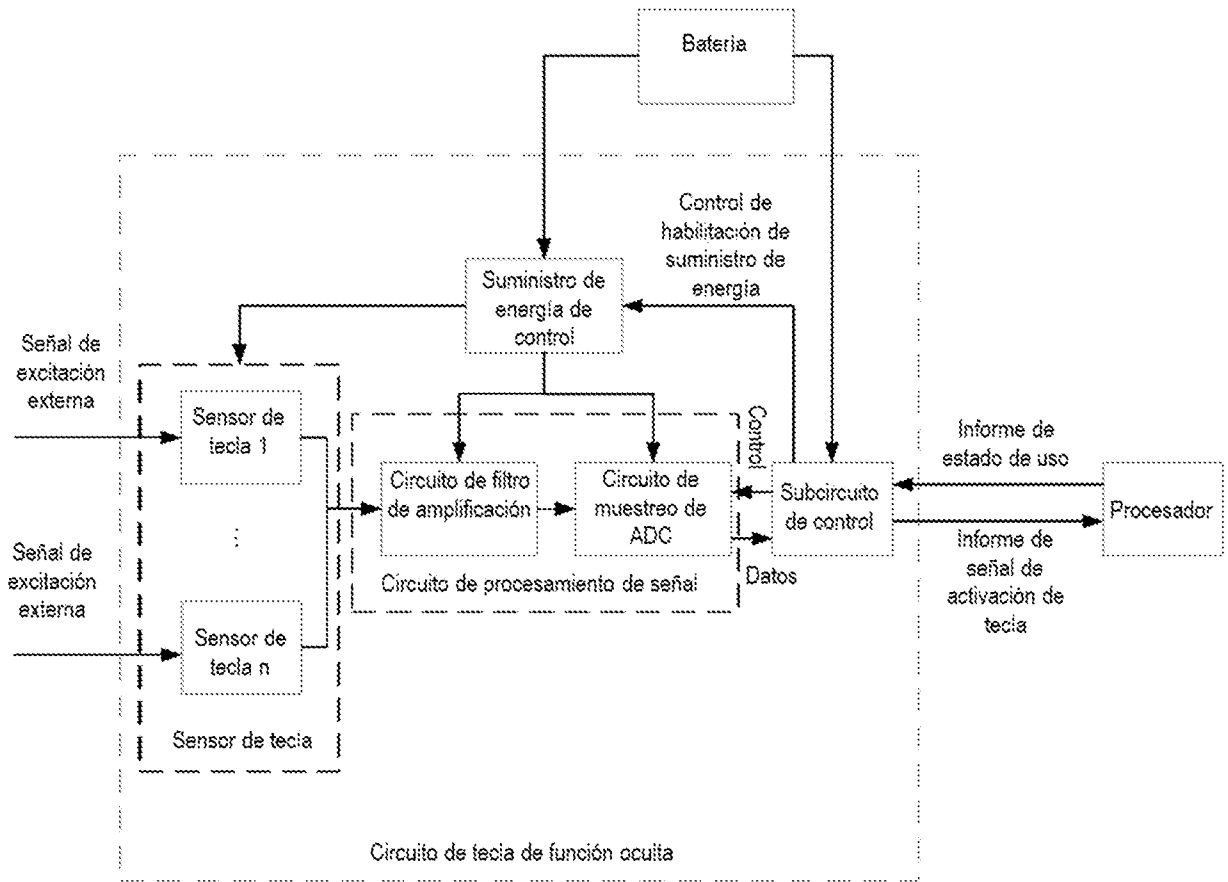 Batería
Control de
habilitación de
suministro de
energía
Suministro de
energía de
control
Señal de
excitación
externa
Sensor de
tecla 1
Control
Informe de
estado de uso
Circuito de filtro
de amplificación
Circuito de
muestreo de
ADC
Subcircuito
de control
Procesador
Señal de
excitación
externa
Circuito de procesamiento de señal
Datos
Informe de
señal de
activación de
tecla
Sensor de
tecla n
Sensor de tecla
Circuito de tecla de función oculta